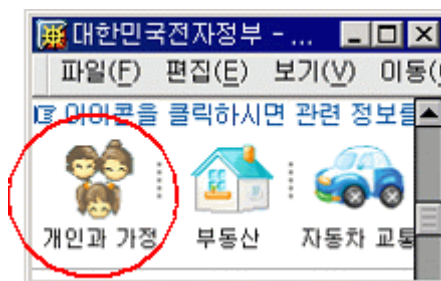 대한민국전자정부 - ...
파일(F) 편집(E) 보기(V) 이동(
아이콘을 클릭하시면 관련 정보를
개인과 가정 부동산 자동차 교통